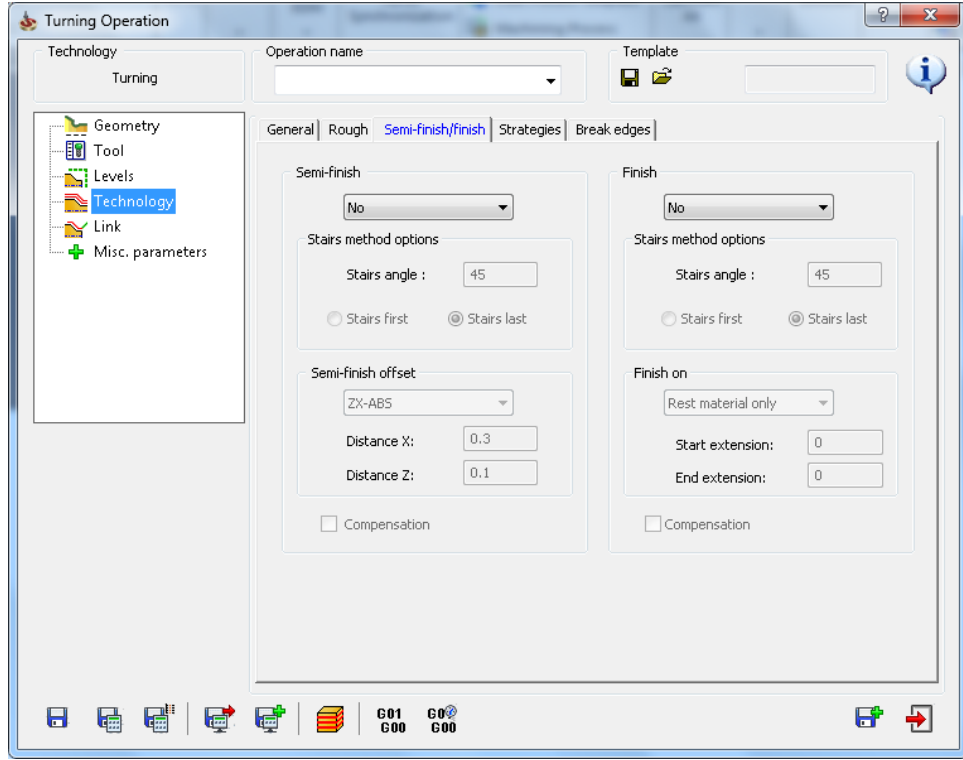 Turning Operation
Technology
Turning
Operation name
Template
Geometry
Tool
Levels
Technology
Link
Misc. parameters
General
Rough
Semi-finish/finish
Strategies
Break edges
Semi-finish
No
Stairs method options
Stairs angle :
45
Stairs first
Stairs last
Semi-finish offset
ZX-ABS
Distance X:
0.3
Distance Z:
0.1
Compensation
Finish
No
Stairs method options
Stairs angle :
45
Stairs first
Stairs last
Finish on
Rest material only
Start extension:
0
End extension:
0
Compensation
G01
G00
G0
G00